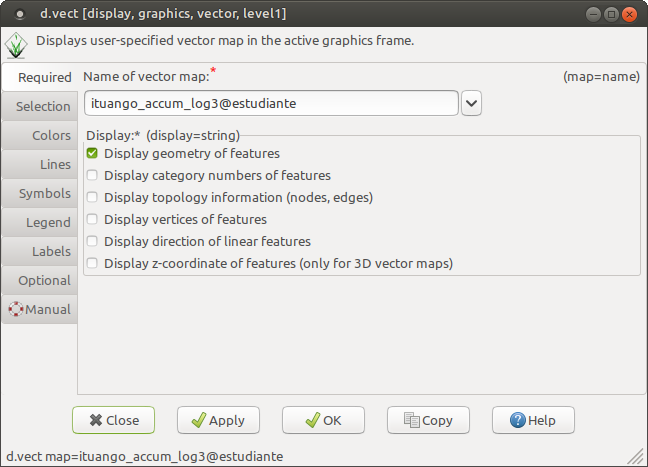 d.vect [display, graphics, vector, level1]
Displays user-specified vector map in the active graphics frame.
Required
Selection
Colors
Lines
Symbols
Legend
Labels
Optional
Manual
Name of vector map:* (map=name)
ituango_accum_log3@estudiante
Display:* (display=string)
Display geometry of features
Display category numbers of features
Display topology information (nodes, edges)
Display vertices of features
Display direction of linear features
Display z-coordinate of features (only for 3D vector maps)
Close Apply OK Copy Help
d.vect map=ituango_accum_log3@estudiante